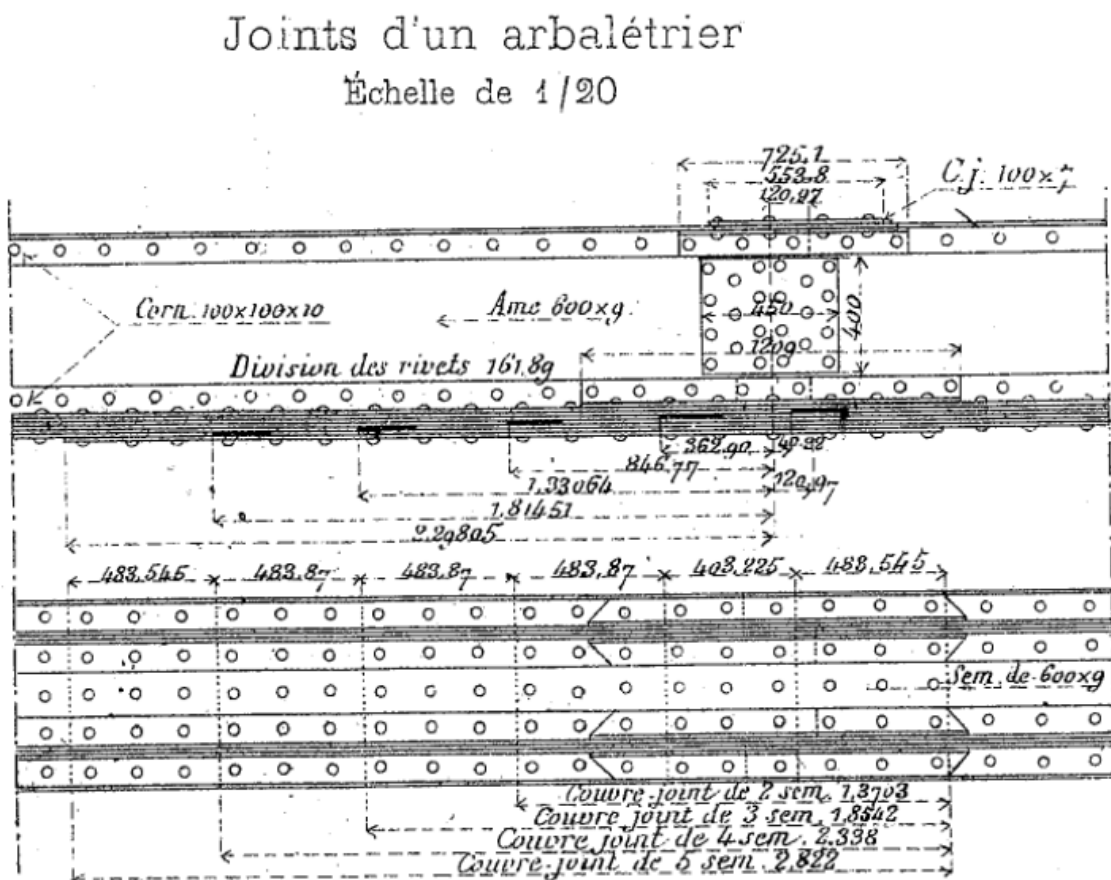 Joints d'un arbalétrier
Échelle de 1/20
725,1
553,8
120,97
C.j. 100×7
Corn. 100×100×10
Ame 600×9
450
400
1209
Division des rivets 161,89
362,90
40,32
846,77
120,97
1,33064
1,81451
2,29805
483,545
483,87
483,87
483,87
403,225
483,545
Sem. de 600×9
Couvre-joint de 2 sem. 1,3703
Couvre joint de 3 sem. 1,8542
Couvre joint de 4 sem. 2,338
Couvre-joint de 5 sem. 2,822